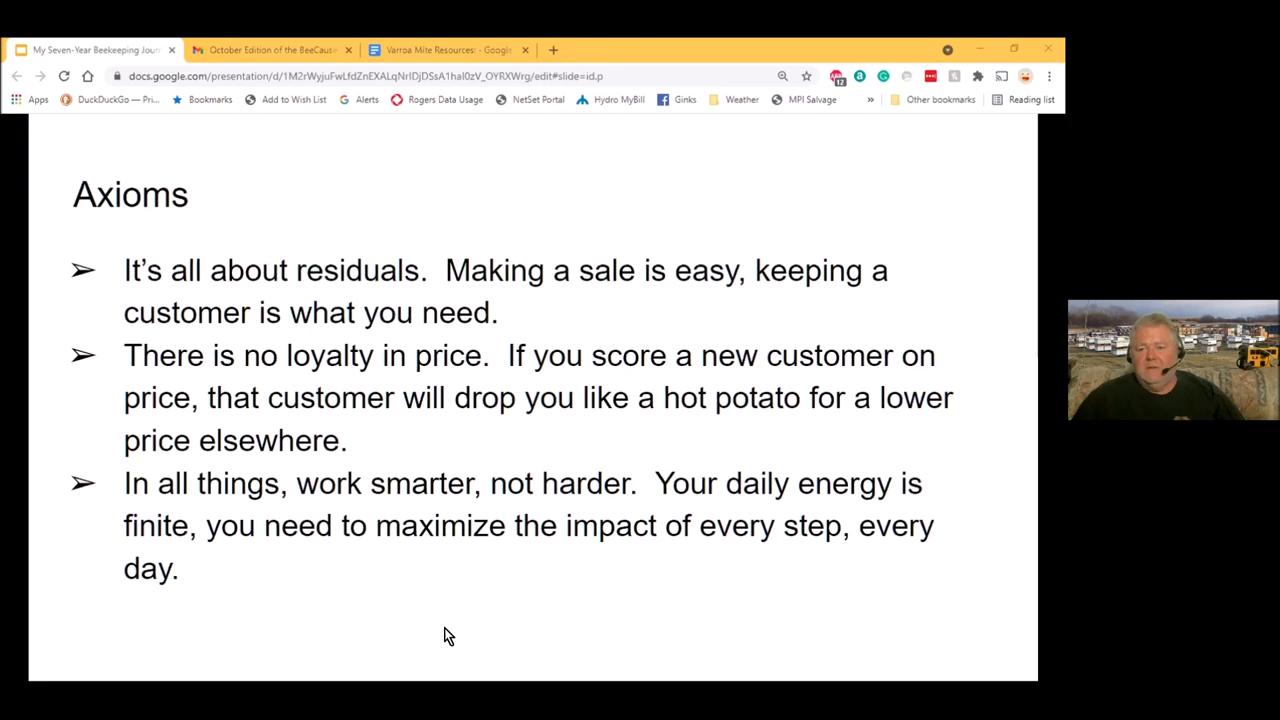 My Seven-Year Beekeeping Jour
October Edition of the BeeCause
Varroa Mite Resources: - Google
docs.google.com/presentation/d/1M2rWyjuFwLfdZnEXALqNrIDjDSsA1hal0zV_OYRXWrg/edit#slide=id.p
12
Apps
DuckDuckGo — Pri...
Bookmarks
Add to Wish List
Alerts
Rogers Data Usage
NetSet Portal
Hydro MyBill
Ginks
Weather
MPI Salvage
»
Other bookmarks
Reading list
Axioms
➢ It’s all about residuals. Making a sale is easy, keeping a
customer is what you need.
➢ There is no loyalty in price. If you score a new customer on
price, that customer will drop you like a hot potato for a lower
price elsewhere.
➢ In all things, work smarter, not harder. Your daily energy is
finite, you need to maximize the impact of every step, every
day.